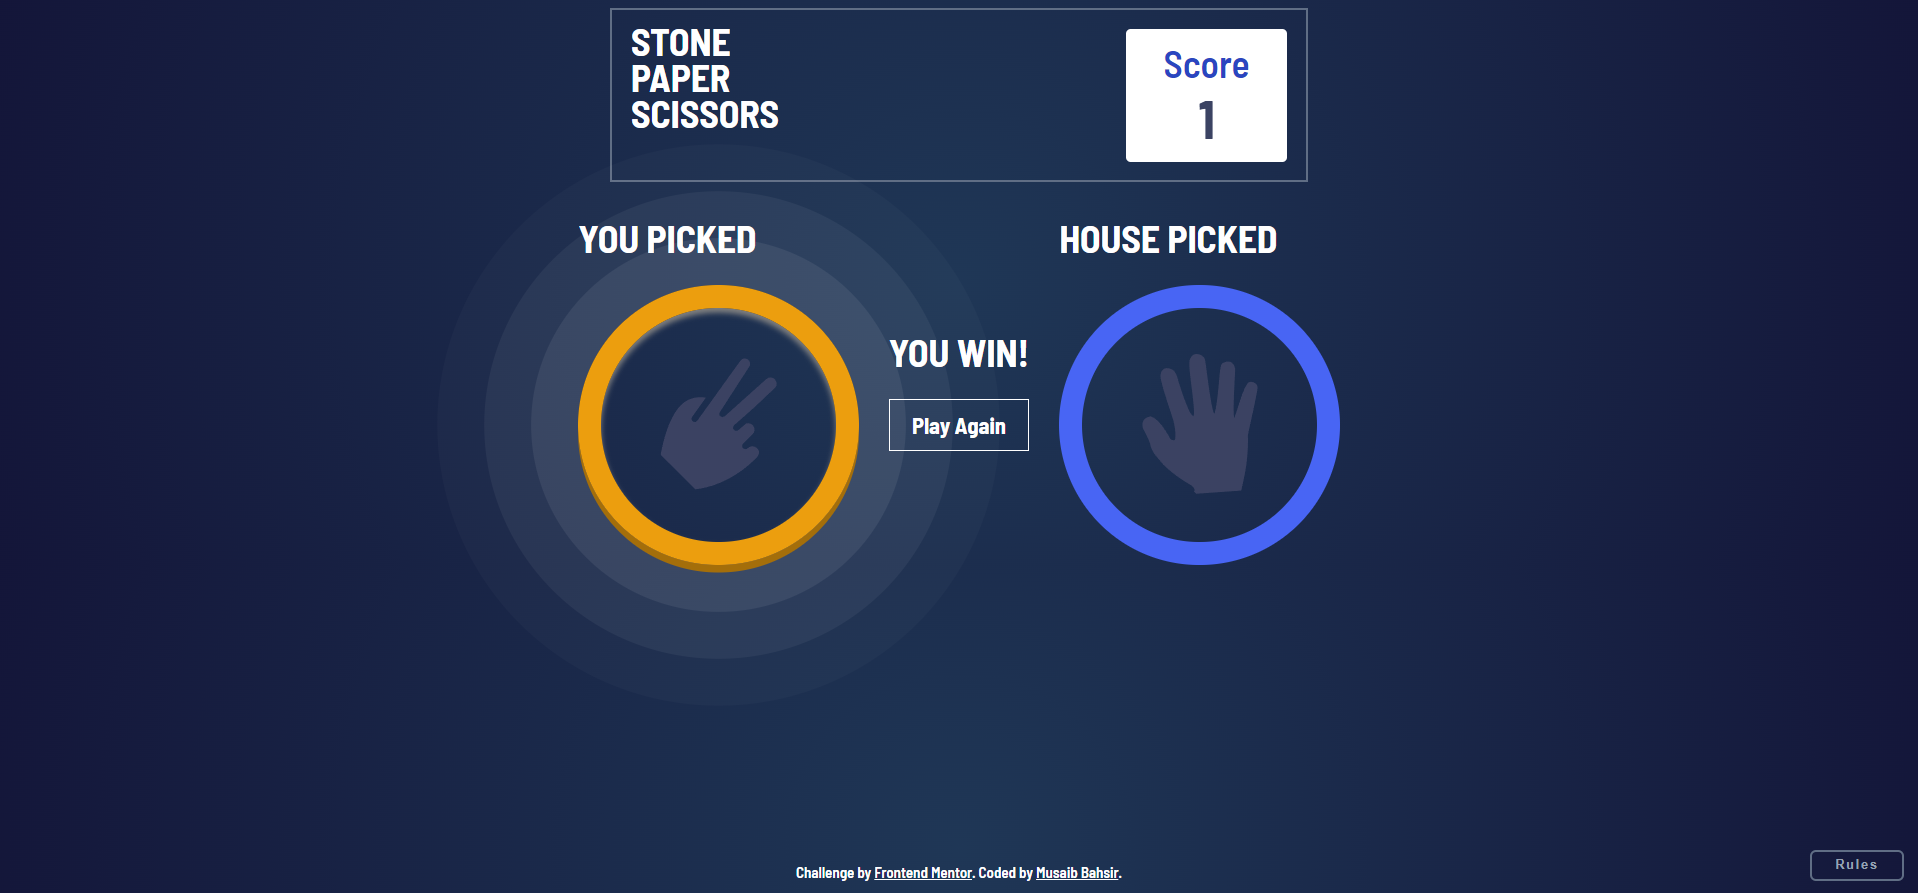 STONE
PAPER
SCISSORS
Score
1
YOU PICKED
HOUSE PICKED
YOU WIN!
Play Again
Challenge by Frontend Mentor. Coded by Musaib Bahsir.
Rules